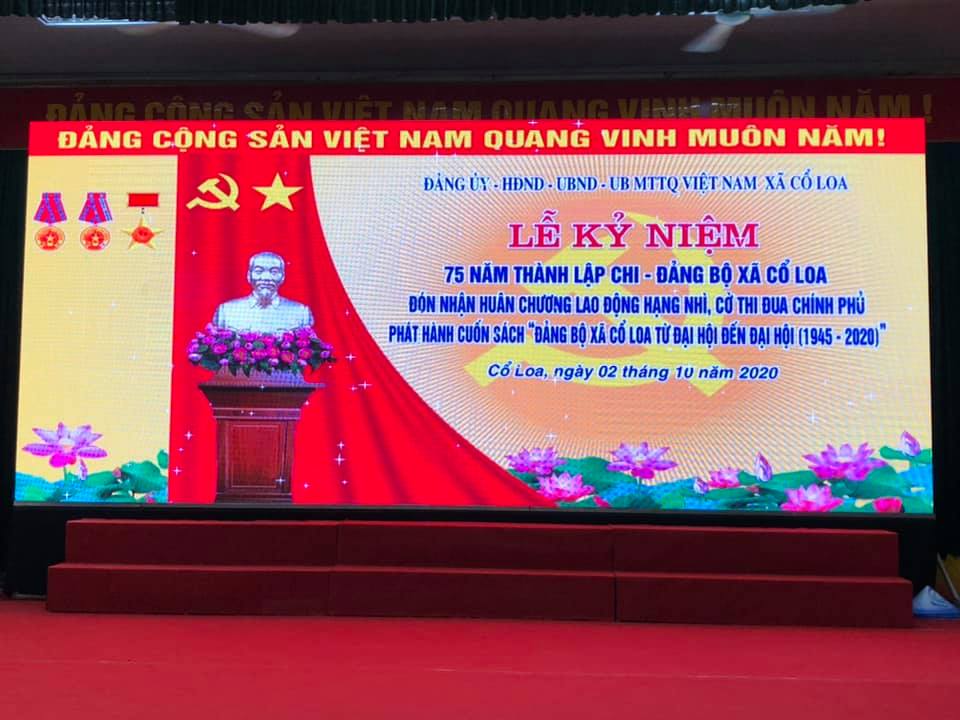 ĐẢNG CỘNG SẢN VIỆT NAM QUANG VINH MUÔN NĂM !
ĐẢNG CỘNG SẢN VIỆT NAM QUANG VINH MUÔN NĂM!
ĐẢNG ỦY - HĐND - UBND - UB MTTQ VIỆT NAM XÃ CỔ LOA
LỄ KỶ NIỆM
75 NĂM THÀNH LẬP CHI - ĐẢNG BỘ XÃ CỔ LOA
ĐÓN NHẬN HUÂN CHƯƠNG LAO ĐỘNG HẠNG NHÌ, CỜ THI ĐUA CHÍNH PHỦ
PHÁT HÀNH CUỐN SÁCH "ĐẢNG BỘ XÃ CỔ LOA TỪ ĐẠI HỘI ĐẾN ĐẠI HỘI (1945 - 2020)"
Cổ Loa, ngày 02 tháng 10 năm 2020